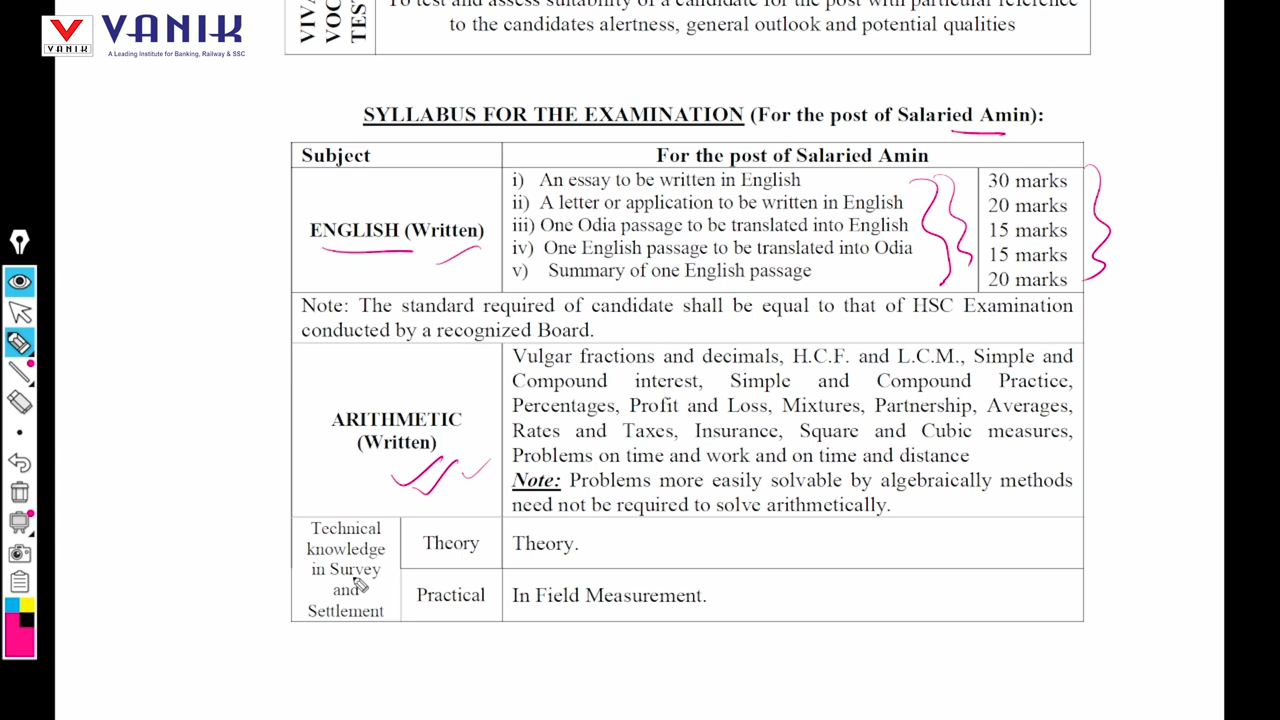 VANIK
VANIK
A Leading Institute for Banking, Railway & SSC
VIVA
VOC
TEST
To test and assess suitability of a candidate for the post with particular reference
to the candidates alertness, general outlook and potential qualities
SYLLABUS FOR THE EXAMINATION (For the post of Salaried Amin):
Subject
For the post of Salaried Amin
ENGLISH (Written)
i) An essay to be written in English
30 marks
ii) A letter or application to be written in English
20 marks
iii) One Odia passage to be translated into English
15 marks
iv) One English passage to be translated into Odia
15 marks
v) Summary of one English passage
20 marks
Note: The standard required of candidate shall be equal to that of HSC Examination
conducted by a recognized Board.
ARITHMETIC
(Written)
Vulgar fractions and decimals, H.C.F. and L.C.M., Simple and
Compound interest, Simple and Compound Practice,
Percentages, Profit and Loss, Mixtures, Partnership, Averages,
Rates and Taxes, Insurance, Square and Cubic measures,
Problems on time and work and on time and distance
Note: Problems more easily solvable by algebraically methods
need not be required to solve arithmetically.
Technical
knowledge
in Survey
and
Settlement
Theory
Theory.
Practical
In Field Measurement.